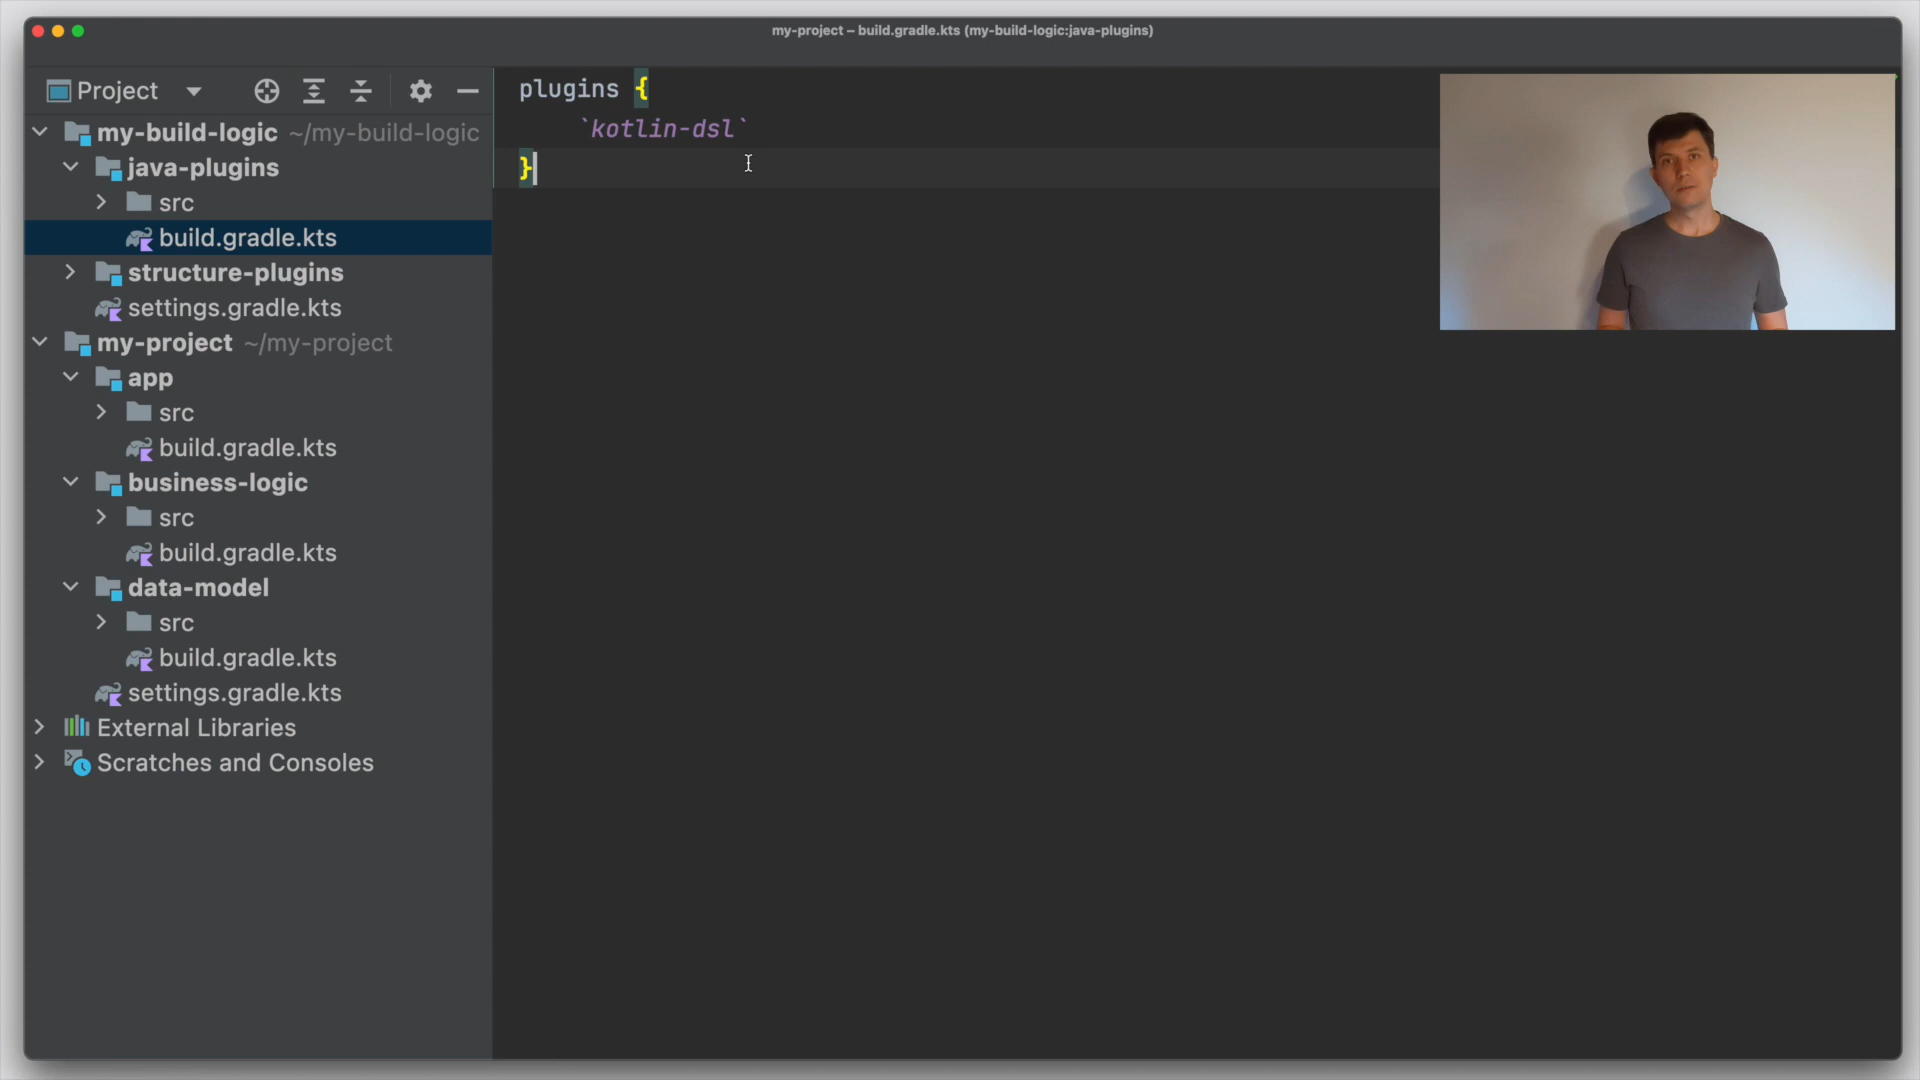 my-project – build.gradle.kts (my-build-logic:java-plugins)
Project
my-build-logic ~/my-build-logic
java-plugins
src
build.gradle.kts
structure-plugins
settings.gradle.kts
my-project ~/my-project
app
src
build.gradle.kts
business-logic
src
build.gradle.kts
data-model
src
build.gradle.kts
settings.gradle.kts
External Libraries
Scratches and Consoles
plugins {
`kotlin-dsl`
}